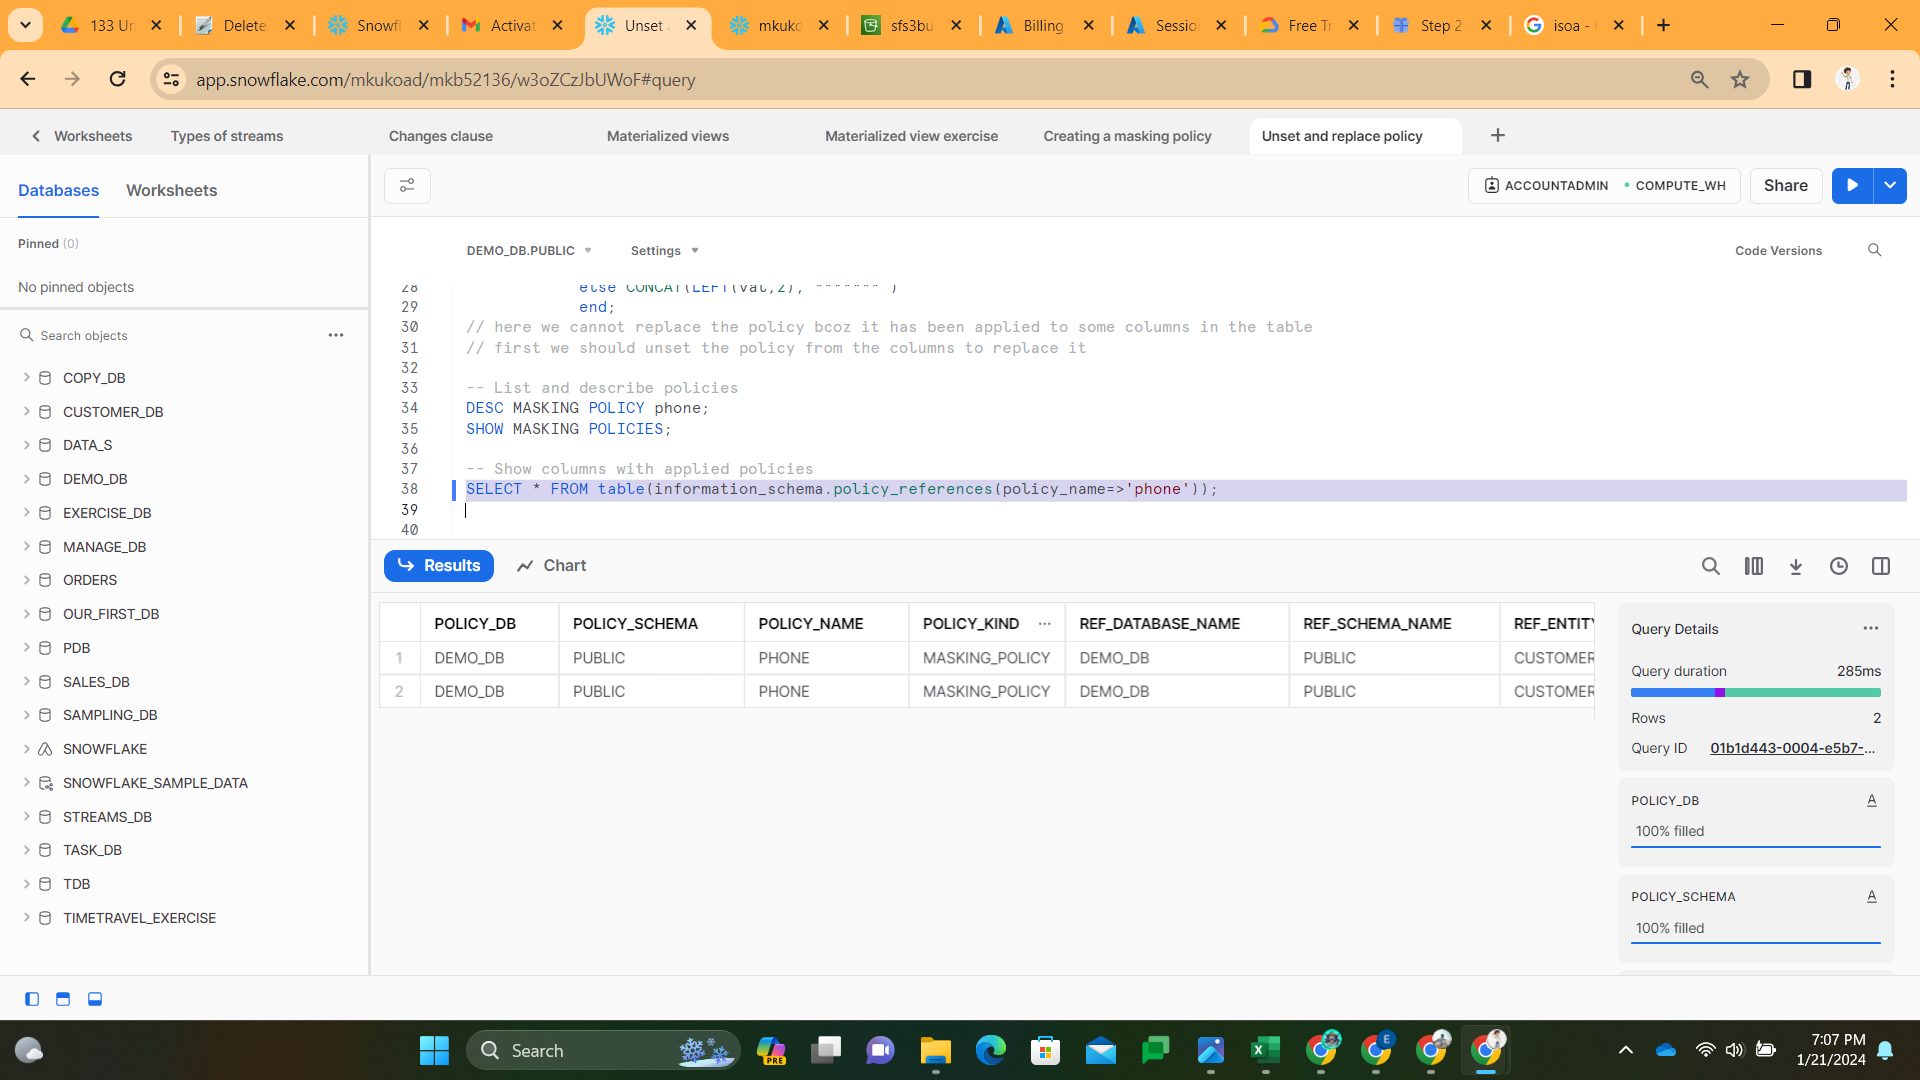 133 Un
Delete
Snowfl
Activat
Unset a
mkuko
sfs3bu
Billing
Sessio
Free Tr
Step 2
isoa -
app.snowflake.com/mkukoad/mkb52136/w3oZCzJbUWoF#query
Worksheets
Types of streams
Changes clause
Materialized views
Materialized view exercise
Creating a masking policy
Unset and replace policy
Databases
Worksheets
ACCOUNTADMIN
COMPUTE_WH
Share
Pinned (0)
No pinned objects
Search objects
COPY_DB
CUSTOMER_DB
DATA_S
DEMO_DB
EXERCISE_DB
MANAGE_DB
ORDERS
OUR_FIRST_DB
PDB
SALES_DB
SAMPLING_DB
SNOWFLAKE
SNOWFLAKE_SAMPLE_DATA
STREAMS_DB
TASK_DB
TDB
TIMETRAVEL_EXERCISE
DEMO_DB.PUBLIC
Settings
Code Versions
28 else CONCAT(LEFT(val,2), '*******')
29 end;
30 // here we cannot replace the policy bcoz it has been applied to some columns in the table
31 // first we should unset the policy from the columns to replace it
32
33 -- List and describe policies
34 DESC MASKING POLICY phone;
35 SHOW MASKING POLICIES;
36
37 -- Show columns with applied policies
38 SELECT * FROM table(information_schema.policy_references(policy_name=>'phone'));
39
40
Results
Chart
POLICY_DB POLICY_SCHEMA POLICY_NAME POLICY_KIND ... REF_DATABASE_NAME REF_SCHEMA_NAME REF_ENTITY
1 DEMO_DB PUBLIC PHONE MASKING_POLICY DEMO_DB PUBLIC CUSTOMER
2 DEMO_DB PUBLIC PHONE MASKING_POLICY DEMO_DB PUBLIC CUSTOMER
Query Details
Query duration 285ms
Rows 2
Query ID 01b1d443-0004-e5b7-...
POLICY_DB A
100% filled
POLICY_SCHEMA A
100% filled
Search
PRE
E
7:07 PM
1/21/2024